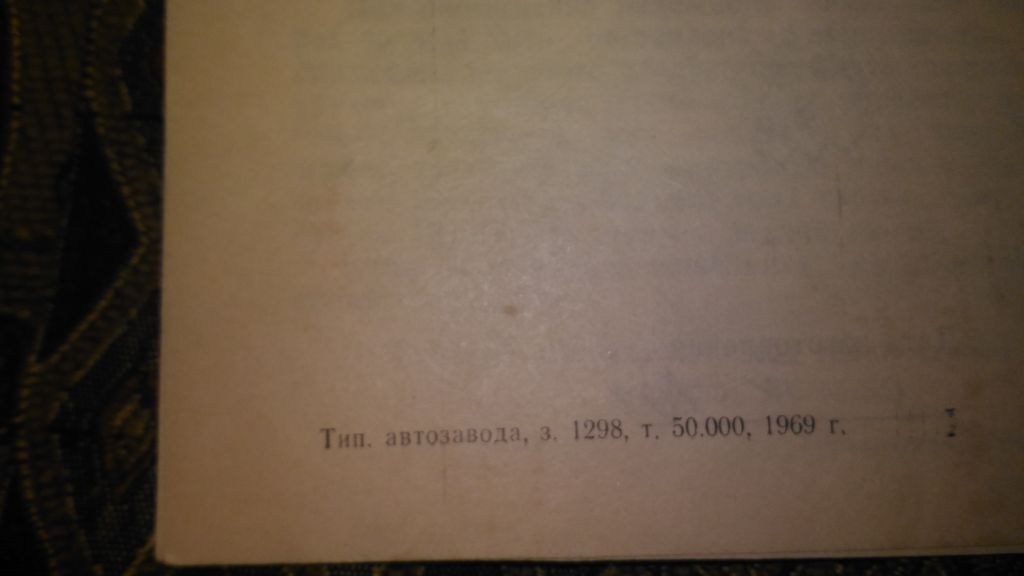 Тип. автозавода, з. 1298, т. 50.000, 1969 г.